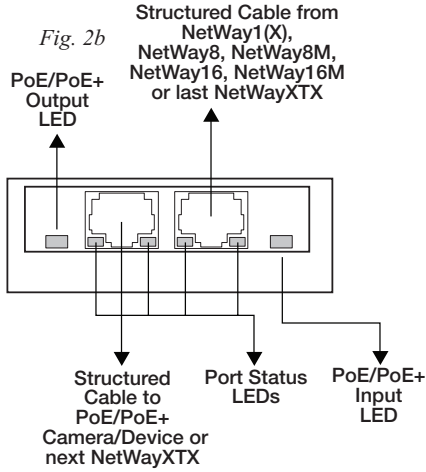 Fig. 2b
Structured Cable from
NetWay1(X),
NetWay8, NetWay8M,
NetWay16, NetWay16M
or last NetWayXTX
PoE/PoE+
Output
LED
Structured
Cable to
PoE/PoE+
Camera/Device or
next NetWayXTX
Port Status
LEDs
PoE/PoE+
Input
LED